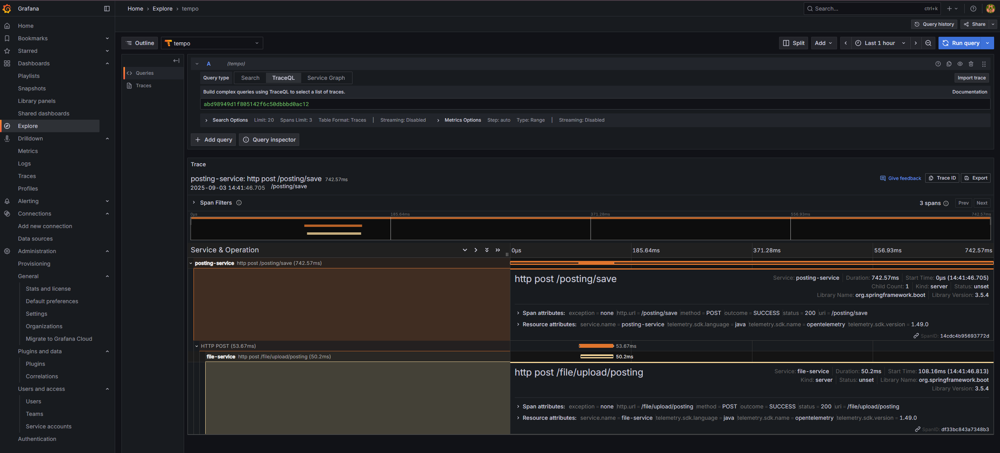 Grafana
Home › Explore › tempo
Search...
ctrl+k
Query history
Share
Home
Bookmarks
Starred
Dashboards
Playlists
Snapshots
Library panels
Shared dashboards
Explore
Drilldown
Metrics
Logs
Traces
Profiles
Alerting
Connections
Add new connection
Data sources
Administration
Provisioning
General
Stats and license
Default preferences
Settings
Organizations
Migrate to Grafana Cloud
Plugins and data
Plugins
Correlations
Users and access
Users
Teams
Service accounts
Authentication
Outline
tempo
Split
Add
Last 1 hour
Run query
Queries
Traces
A (tempo)
Query type Search TraceQL Service Graph
Import trace
Build complex queries using TraceQL to select a list of traces.
Documentation
abd98949d1f805142f6c50dbbbd0ac12
Search Options Limit: 20 Spans Limit: 3 Table Format: Traces | Streaming: Disabled Metrics Options Step: auto Type: Range | Streaming: Disabled
+ Add query
Query inspector
Trace
posting-service: http post /posting/save 742.57ms
2025-09-03 14:41:46.705 /posting/save
Give feedback
Trace ID
Export
Span Filters
3 spans
Prev
Next
0μs 185.64ms 371.28ms 556.93ms 742.57ms
Service & Operation
0μs 185.64ms 371.28ms 556.93ms 742.57ms
posting-service http post /posting/save (742.57ms)
http post /posting/save
Service: posting-service Duration: 742.57ms Start Time: 0μs (14:41:46.705)
Child Count: 1 Kind: server Status: unset
Library Name: org.springframework.boot Library Version: 3.5.4
Span attributes: exception = none http.url = /posting/save method = POST outcome = SUCCESS status = 200 uri = /posting/save
Resource attributes: service.name = posting-service telemetry.sdk.language = java telemetry.sdk.name = opentelemetry telemetry.sdk.version = 1.49.0
SpanID: 14cdc4b95693772d
HTTP POST (53.67ms)
53.67ms
file-service http post /file/upload/posting (50.2ms)
50.2ms
http post /file/upload/posting
Service: file-service Duration: 50.2ms Start Time: 108.16ms (14:41:46.813)
Kind: server Status: unset Library Name: org.springframework.boot
Library Version: 3.5.4
Span attributes: exception = none http.url = /file/upload/posting method = POST outcome = SUCCESS status = 200 uri = /file/upload/posting
Resource attributes: service.name = file-service telemetry.sdk.language = java telemetry.sdk.name = opentelemetry telemetry.sdk.version = 1.49.0
SpanID: df33bc843a7348b3